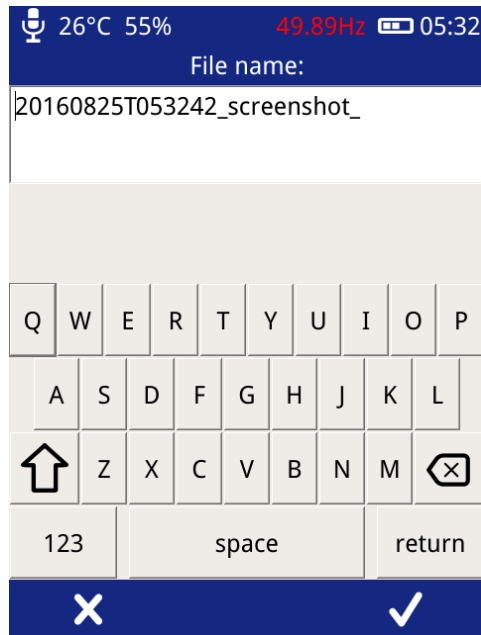 26°C 55% 49.89Hz 05:32
File name:
20160825T053242_screenshot_
Q W E R T Y U I O P
A S D F G H J K L
Z X C V B N M
123 space return